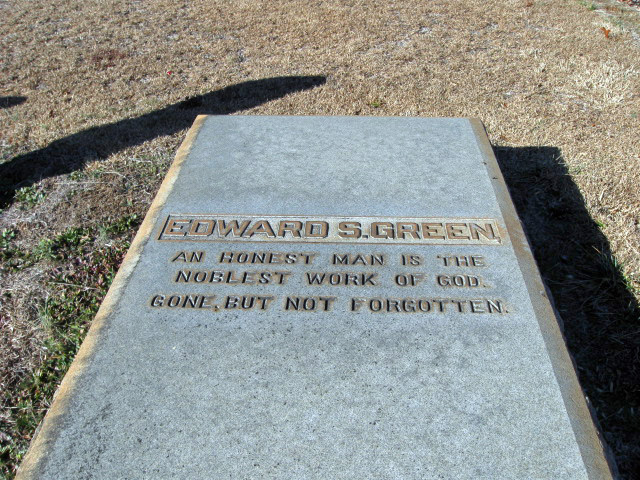 EDWARD S. GREEN
AN HONEST MAN IS THE
NOBLEST WORK OF GOD.
GONE, BUT NOT FORGOTTEN.